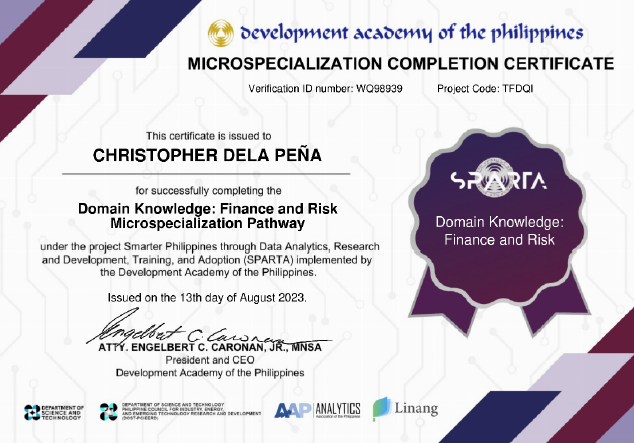 development academy of the philippines
MICROSPECIALIZATION COMPLETION CERTIFICATE
Verification ID number: WQ98939 Project Code: TFDQI
This certificate is issued to
CHRISTOPHER DELA PEÑA
for successfully completing the
Domain Knowledge: Finance and Risk
Microspecialization Pathway
under the project Smarter Philippines through Data Analytics, Research
and Development, Training, and Adoption (SPARTA) implemented by
the Development Academy of the Philippines.
Issued on the 13th day of August 2023.
Engelbert C. Caronan
ATTY. ENGELBERT C. CARONAN, JR., MNSA
President and CEO
Development Academy of the Philippines
SPARTA
Domain Knowledge:
Finance and Risk
DEPARTMENT OF
SCIENCE AND
TECHNOLOGY
DEPARTMENT OF SCIENCE AND TECHNOLOGY
PHILIPPINE COUNCIL FOR INDUSTRY, ENERGY,
AND EMERGING TECHNOLOGY RESEARCH AND DEVELOPMENT
(DOST-PCIEERD)
AAP ANALYTICS
Association of the Philippines
Linang